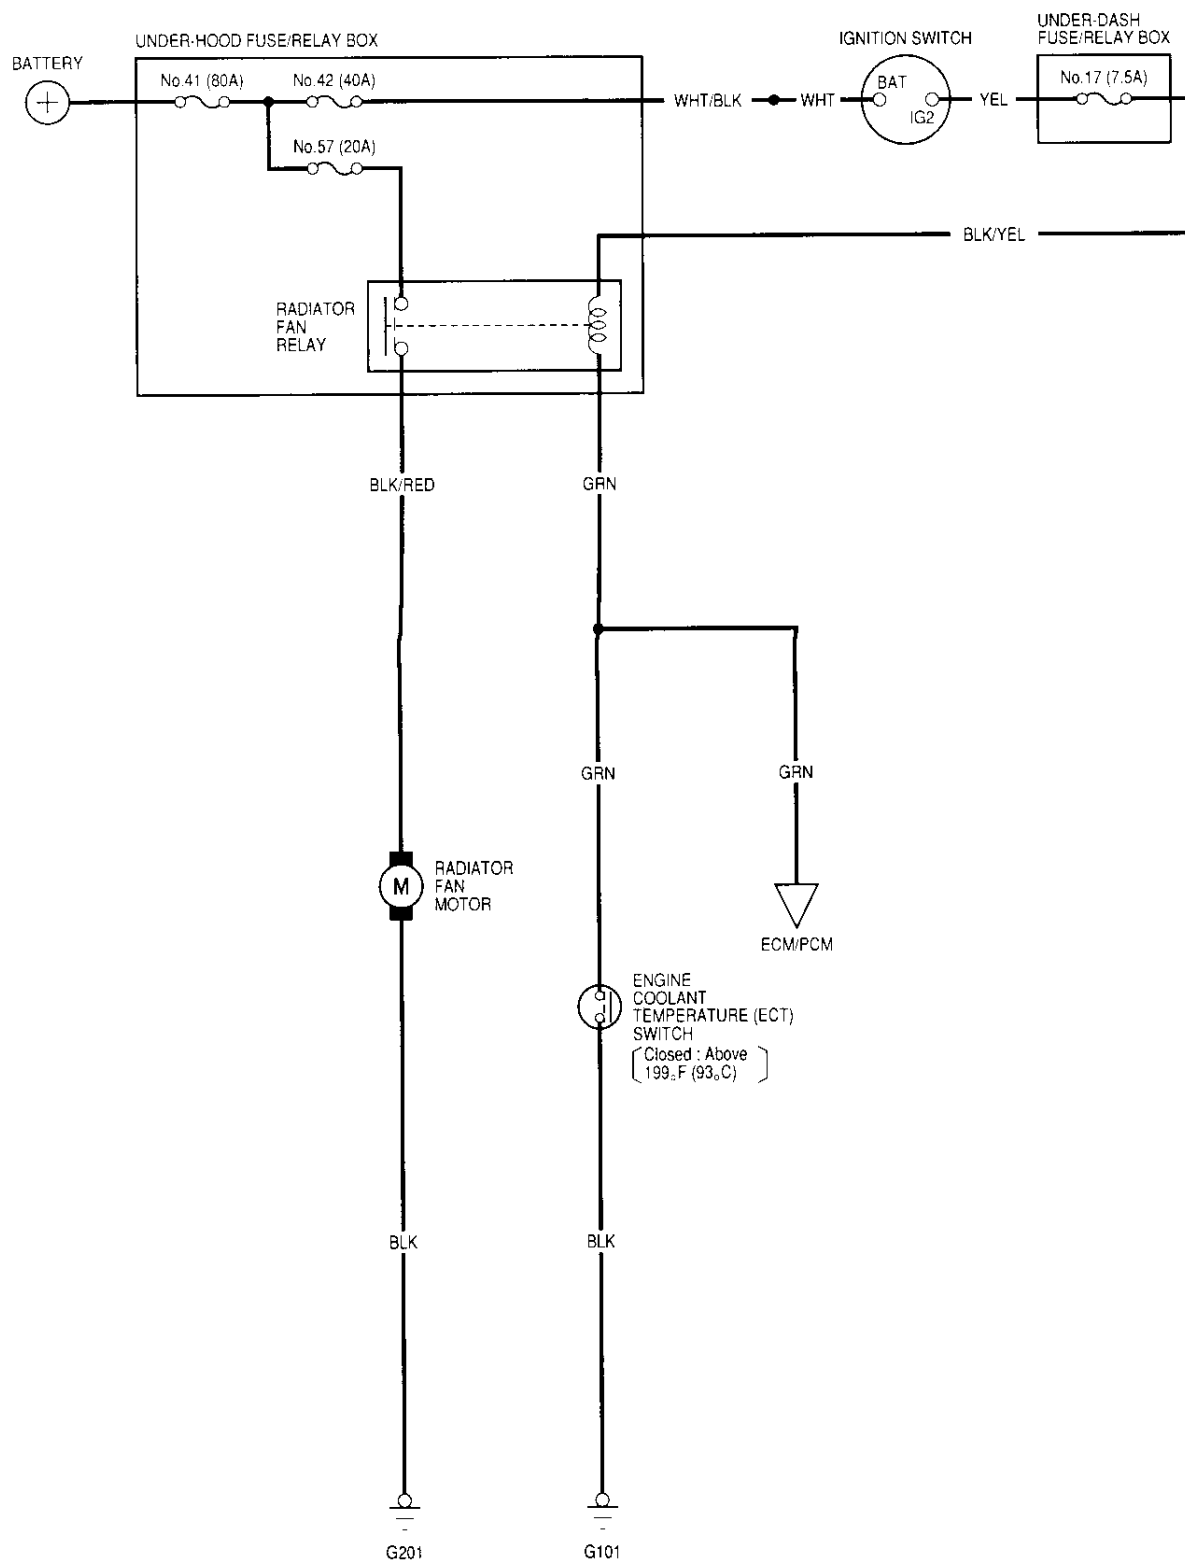 UNDER-DASH
FUSE/RELAY BOX
IGNITION SWITCH
UNDER-HOOD FUSE/RELAY BOX
BATTERY
No.41 (80A)
No.42 (40A)
No.17 (7.5A)
BAT
WHT/BLK
WHT
YEL
IG2
No.57 (20A)
BLK/YEL
RADIATOR
FAN
RELAY
BLK/RED
GRN
GRN
GRN
RADIATOR
FAN
MOTOR
M
ECM/PCM
ENGINE
COOLANT
TEMPERATURE (ECT)
SWITCH
Closed : Above
199°F (93°C)
BLK
BLK
G201
G101